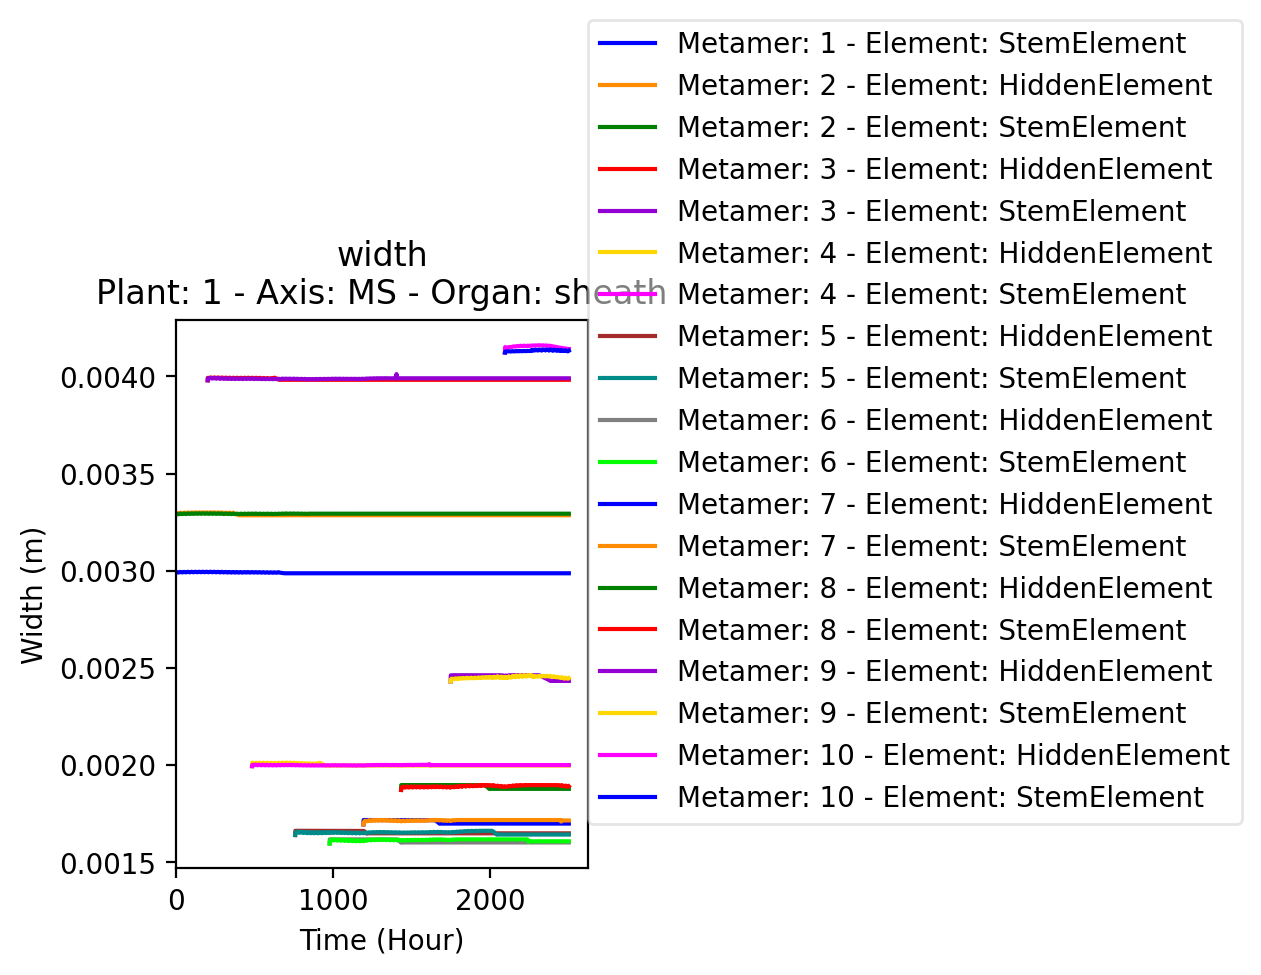 width
Plant: 1 - Axis: MS - Organ: sheath
Width (m)
0.0040
0.0035
0.0030
0.0025
0.0020
0.0015
0
1000
2000
Time (Hour)
Metamer: 1 - Element: StemElement
Metamer: 2 - Element: HiddenElement
Metamer: 2 - Element: StemElement
Metamer: 3 - Element: HiddenElement
Metamer: 3 - Element: StemElement
Metamer: 4 - Element: HiddenElement
Metamer: 4 - Element: StemElement
Metamer: 5 - Element: HiddenElement
Metamer: 5 - Element: StemElement
Metamer: 6 - Element: HiddenElement
Metamer: 6 - Element: StemElement
Metamer: 7 - Element: HiddenElement
Metamer: 7 - Element: StemElement
Metamer: 8 - Element: HiddenElement
Metamer: 8 - Element: StemElement
Metamer: 9 - Element: HiddenElement
Metamer: 9 - Element: StemElement
Metamer: 10 - Element: HiddenElement
Metamer: 10 - Element: StemElement